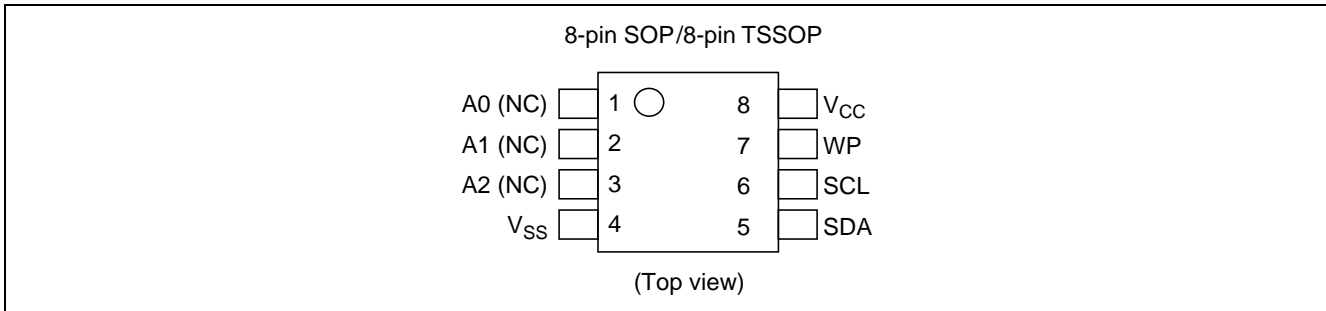 8-pin SOP/8-pin TSSOP
A0 (NC) 1 8 VCC
A1 (NC) 2 7 WP
A2 (NC) 3 6 SCL
VSS 4 5 SDA
(Top view)